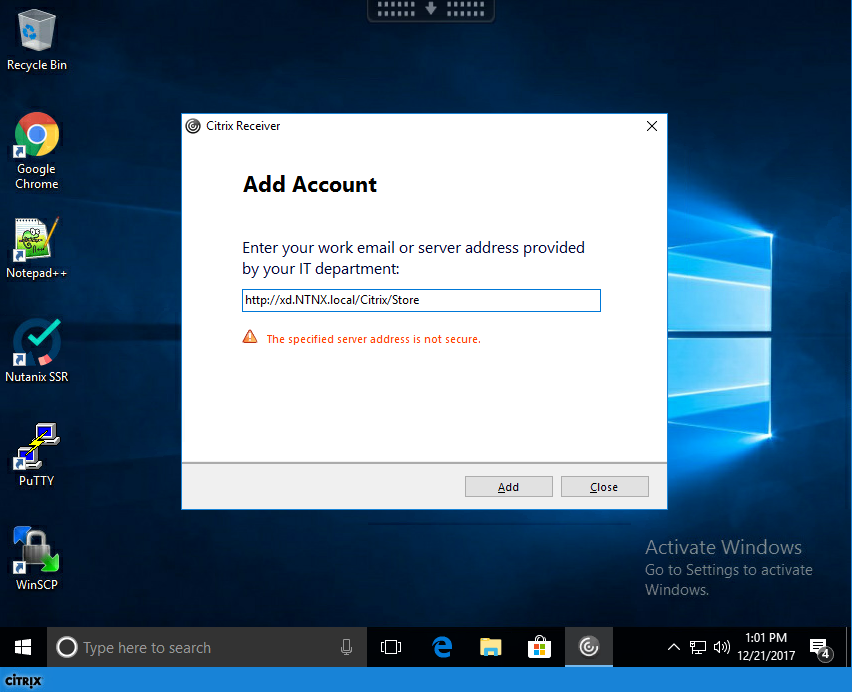 Recycle Bin
Google
Chrome
Notepad++
Nutanix SSR
PuTTY
WinSCP
Citrix Receiver
Add Account
Enter your work email or server address provided
by your IT department:
http://xd.NTNX.local/Citrix/Store
The specified server address is not secure.
Add
Close
Activate Windows
Go to Settings to activate
Windows.
Type here to search
1:01 PM
12/21/2017
4
CİTRIX